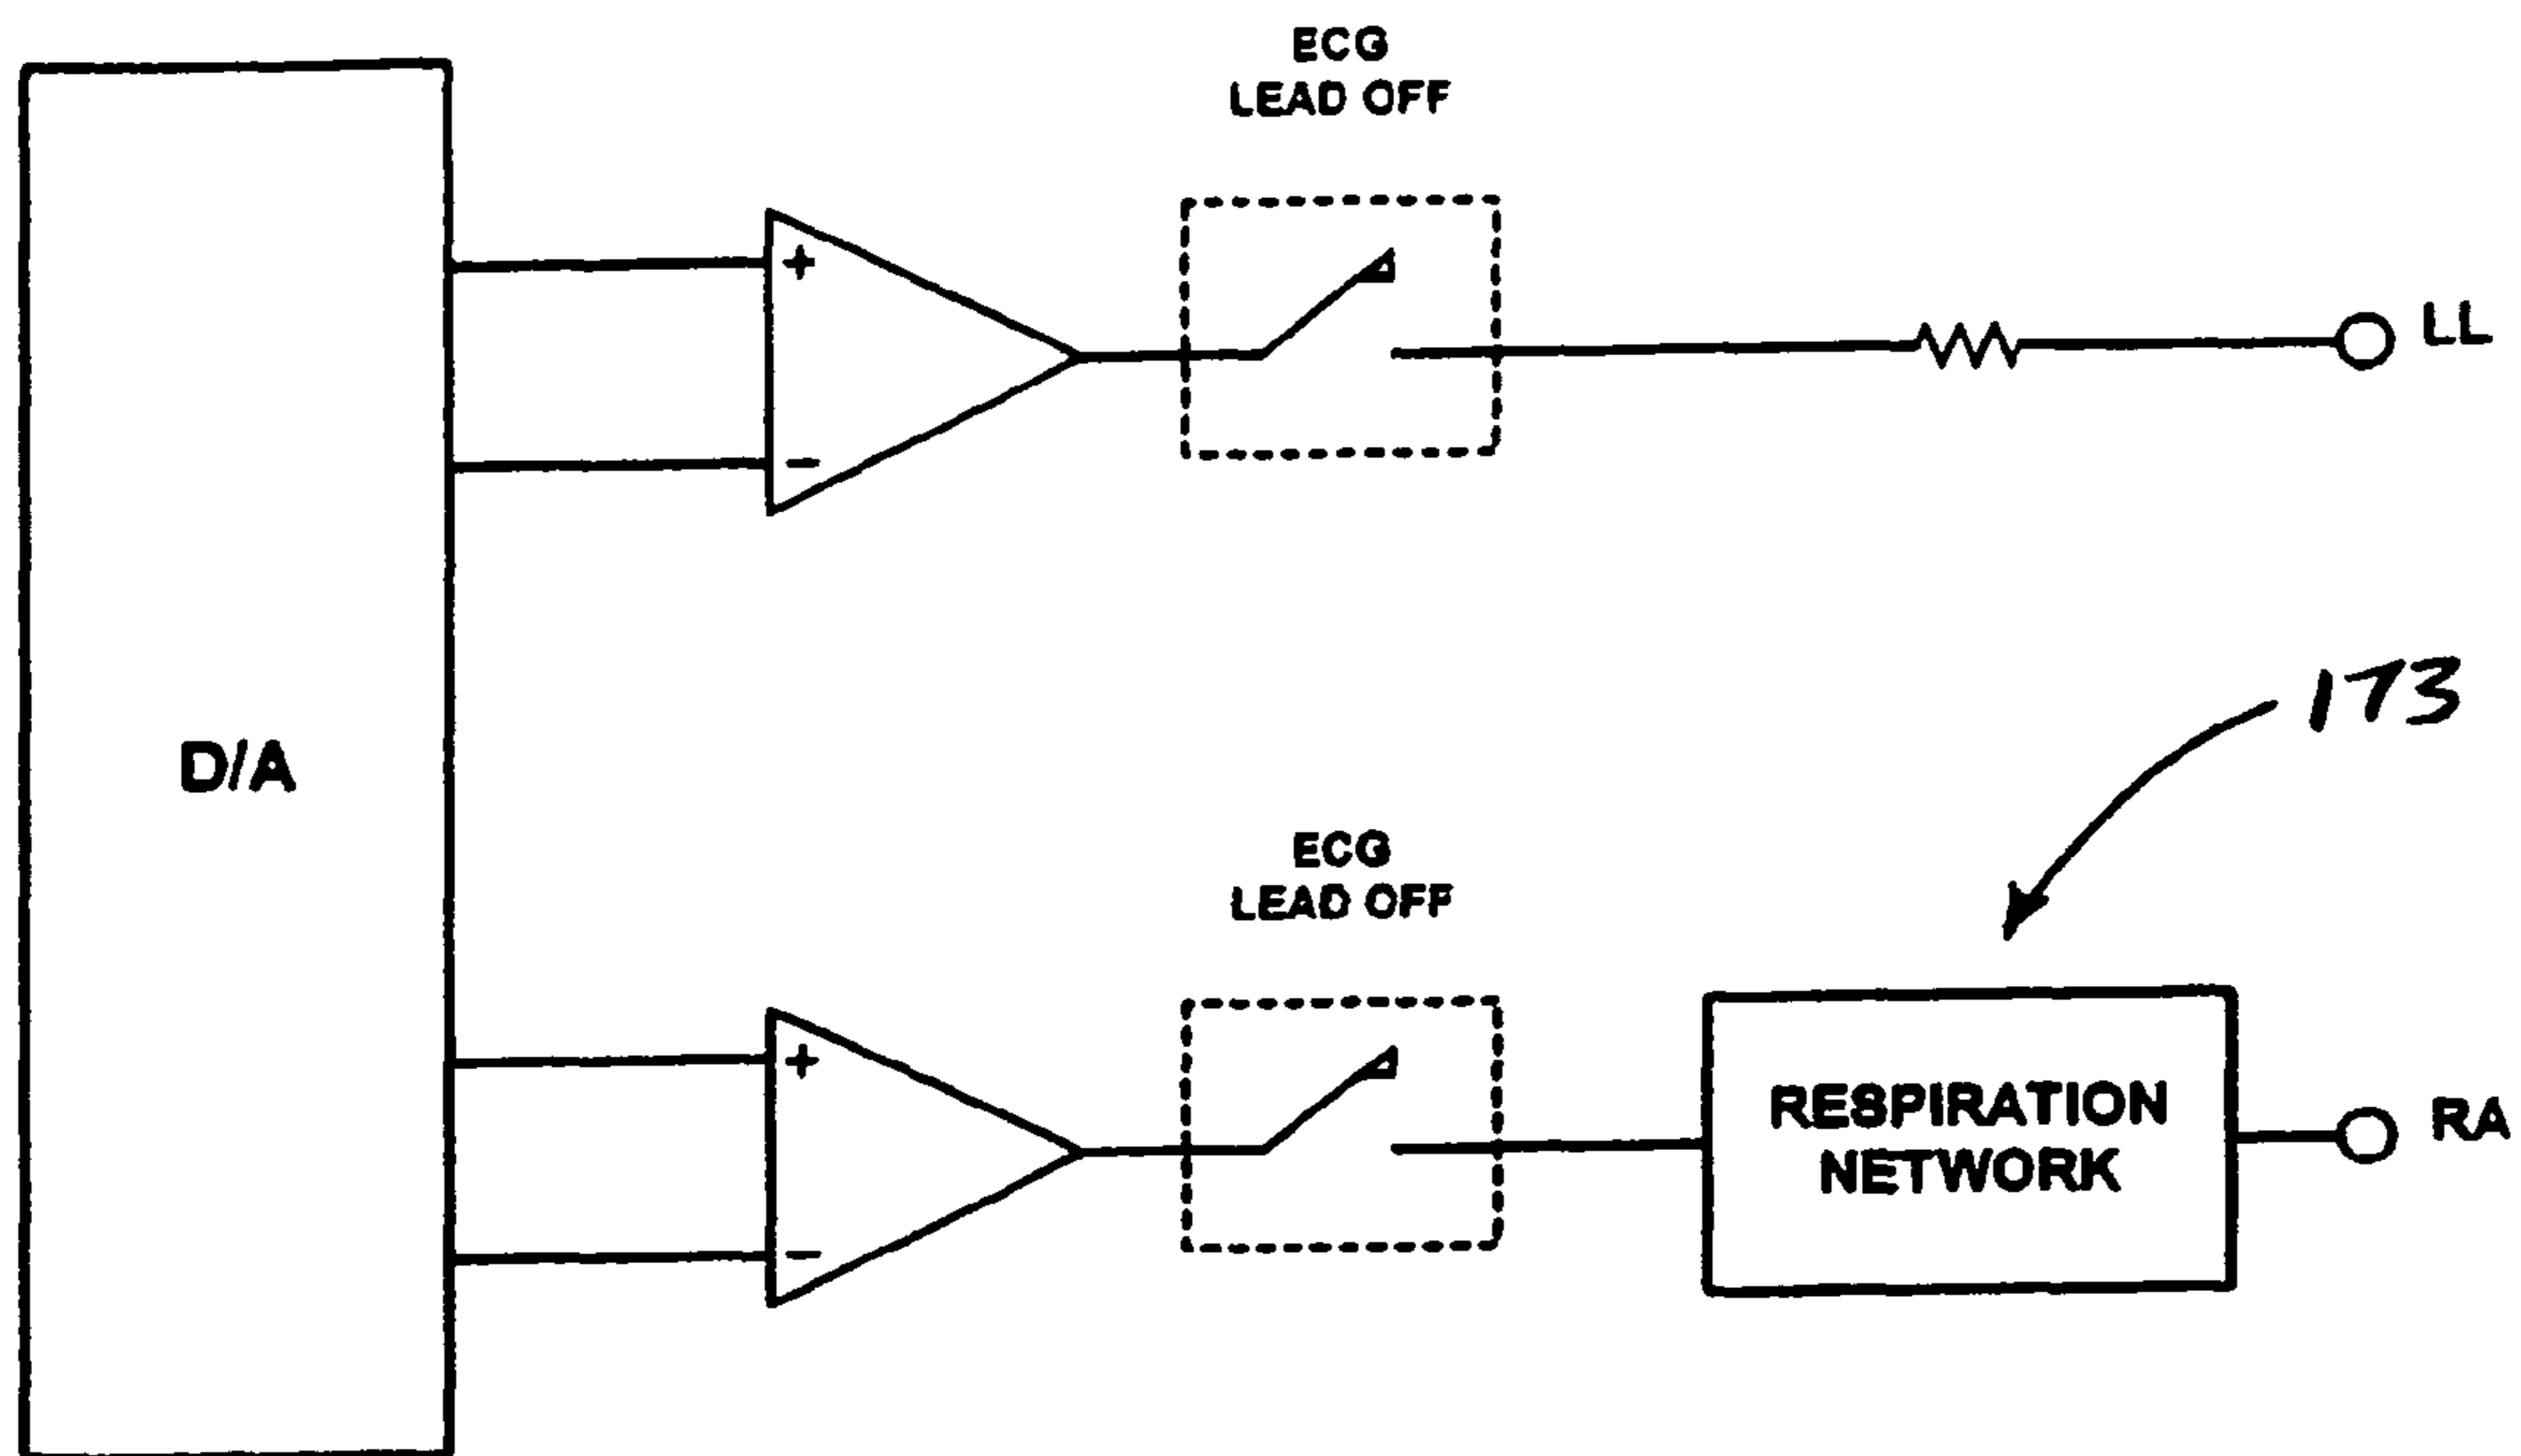 ECG
LEAD OFF
+
−
LL
173
D/A
ECG
LEAD OFF
+
−
RESPIRATION
NETWORK
RA